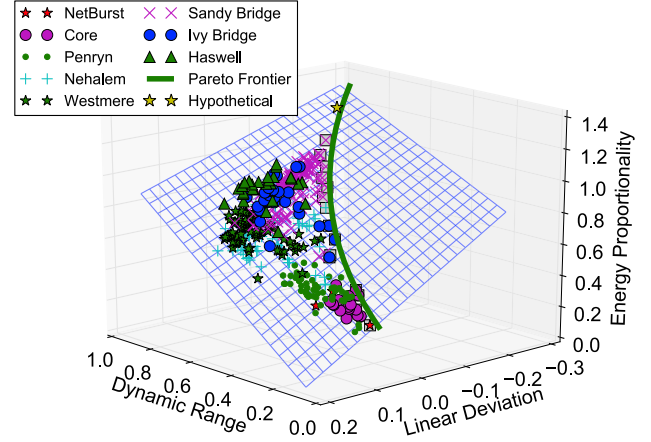 NetBurst
Core
Penryn
Nehalem
Westmere
Sandy Bridge
Ivy Bridge
Haswell
Pareto Frontier
Hypothetical
1.0
0.8
0.6
0.4
0.2
0.0
Dynamic Range
0.2
0.1
0.0
-0.1
-0.2
-0.3
Linear Deviation
0.0
0.2
0.4
0.6
0.8
1.0
1.2
1.4
Energy Proportionality